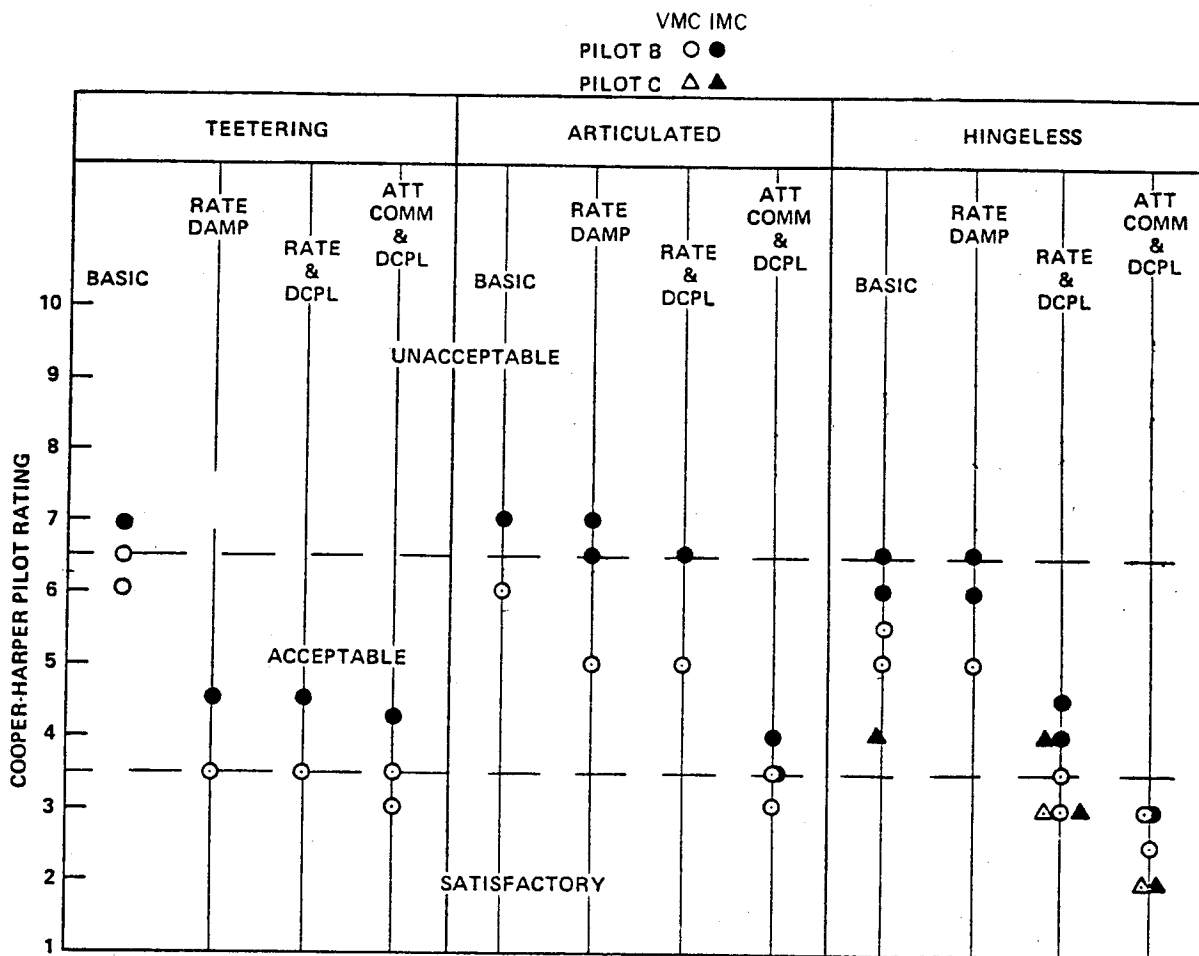 VMC IMC
PILOT B
PILOT C
TEETERING
ARTICULATED
HINGELESS
BASIC
RATE
DAMP
RATE
&
DCPL
ATT
COMM
&
DCPL
BASIC
RATE
DAMP
RATE
&
DCPL
ATT
COMM
&
DCPL
BASIC
RATE
DAMP
RATE
&
DCPL
ATT
COMM
&
DCPL
COOPER-HARPER PILOT RATING
10
9
8
7
6
5
4
3
2
1
UNACCEPTABLE
ACCEPTABLE
SATISFACTORY